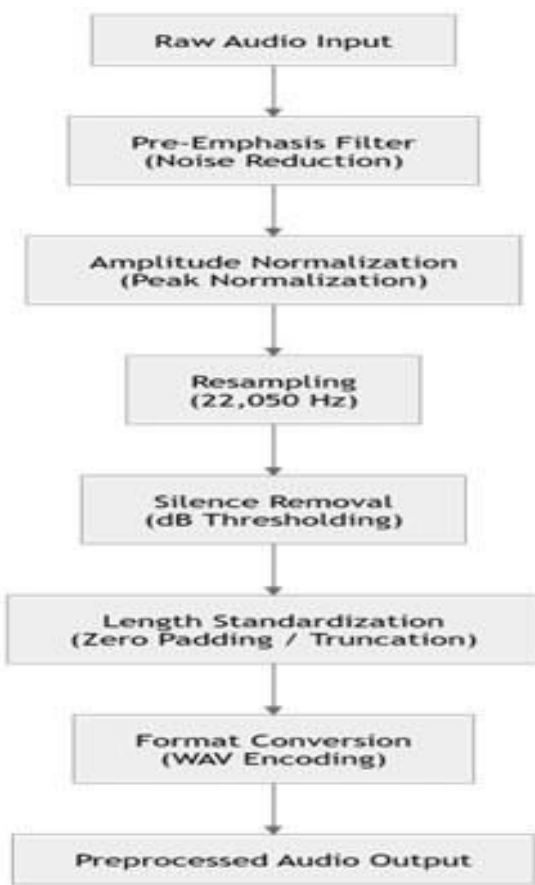 Raw Audio Input
Pre-Emphasis Filter
(Noise Reduction)
Amplitude Normalization
(Peak Normalization)
Resampling
(22,050 Hz)
Silence Removal
(dB Thresholding)
Length Standardization
(Zero Padding / Truncation)
Format Conversion
(WAV Encoding)
Preprocessed Audio Output